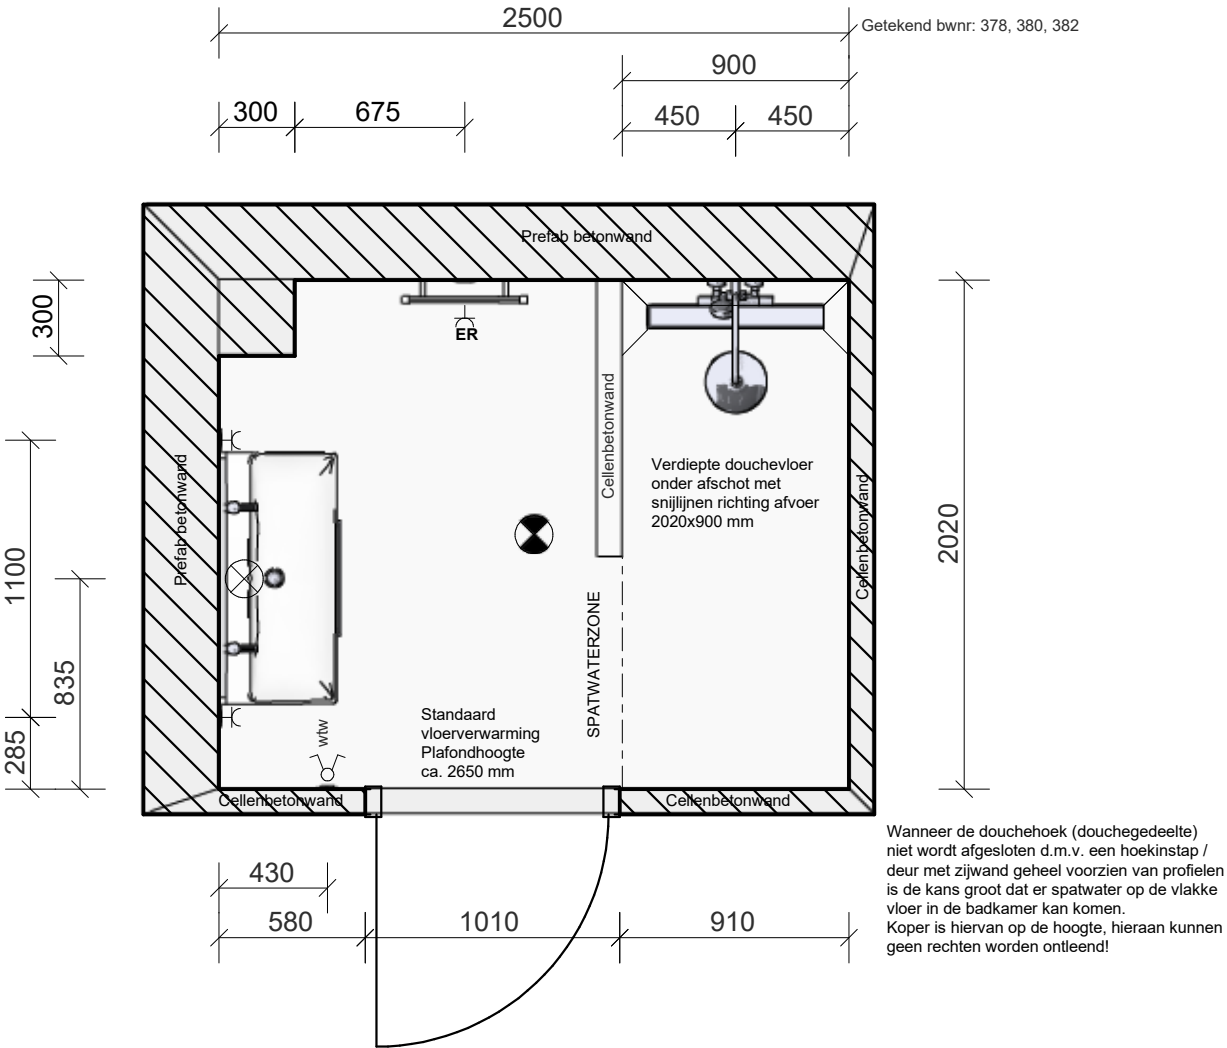 2500
Getekend bwnr: 378, 380, 382
900
300
675
450
450
Prefab betonwand
300
ER
Cellenbetonwand
Verdiepte douchevloer
onder afschot met
snijlijnen richting afvoer
2020x900 mm
Prefab betonwand
Cellenbetonwand
2020
1100
835
285
SPATWATERZONE
wtw
Standaard
vloerverwarming
Plafondhoogte
ca. 2650 mm
Cellenbetonwand
Cellenbetonwand
Wanneer de douchehoek (douchegedeelte)
niet wordt afgesloten d.m.v. een hoekinstap /
deur met zijwand geheel voorzien van profielen
is de kans groot dat er spatwater op de vlakke
vloer in de badkamer kan komen.
Koper is hiervan op de hoogte, hieraan kunnen
geen rechten worden ontleend!
430
580
1010
910